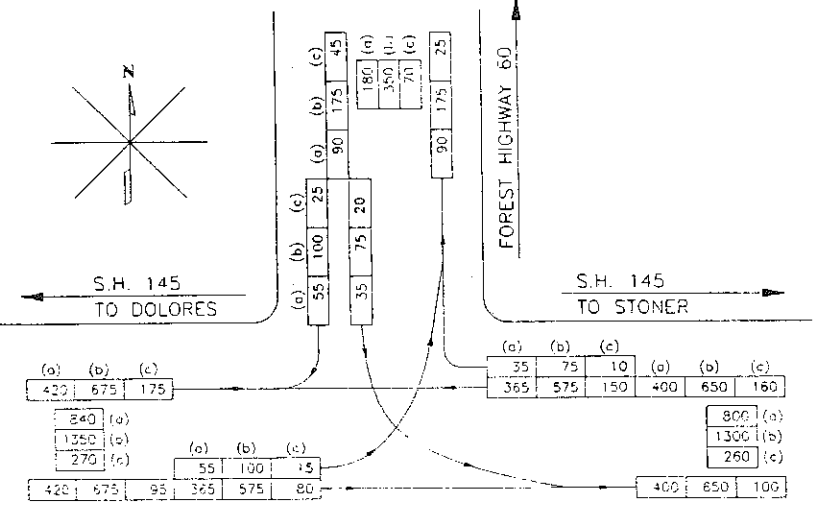 N
(c) (b) (a)
45 175 90
(a) (b) (c)
180 350 70
25 175 90
FOREST HIGHWAY 60
(c) (b) (a)
25 100 55
20 75 35
S.H. 145
TO DOLORES
S.H. 145
TO STONER
(a) (b) (c)
420 675 175
(a) (b) (c)
35 75 10 (a) (b) (c)
365 575 150 400 650 160
840 (a)
1350 (b)
270 (c)
800 (a)
1300 (b)
260 (c)
(a) (b) (c)
55 100 15
420 675 95 365 575 80
400 650 100